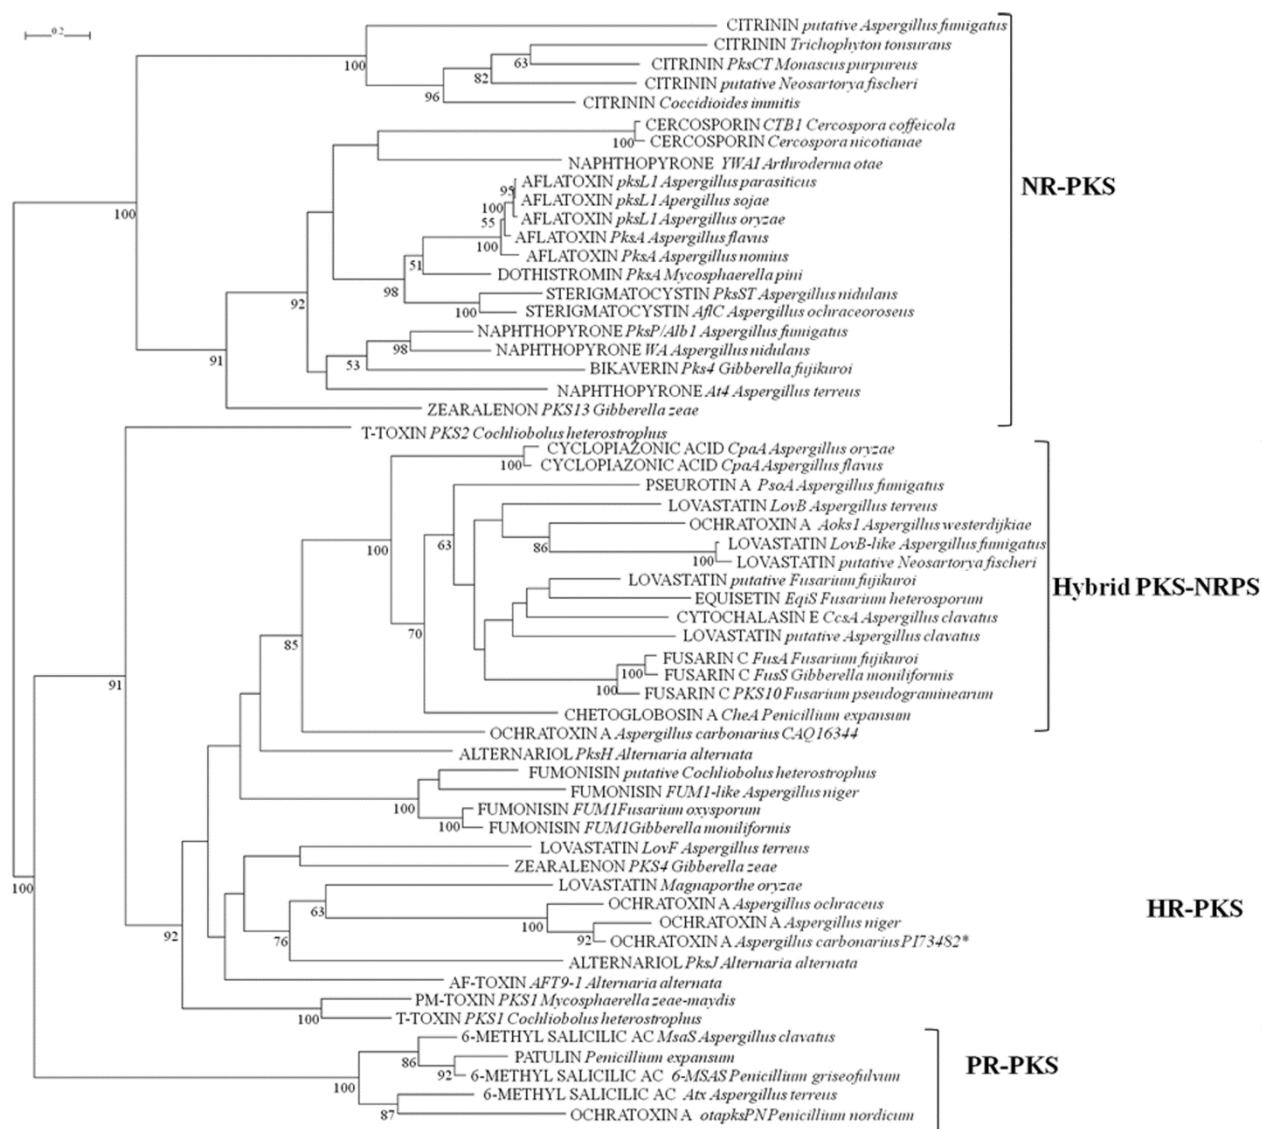 0.2
CITRININ putative Aspergillus fumigatus
CITRININ Trichophyton tonsurans
63
100
CITRININ PksCT Monascus purpureus
82
CITRININ putative Neosartorya fischeri
96
CITRININ Coccidioides immitis
CERCOSPORIN CTB1 Cercospora coffeicola
100
CERCOSPORIN Cercospora nicotianae
NAPHTHOPYRONE YWA1 Arthroderma otae
AFLATOXIN pksL1 Aspergillus parasiticus
NR-PKS
95
AFLATOXIN pksL1 Apergillus sojae
100
100
AFLATOXIN pksL1 Aspergillus oryzae
55
AFLATOXIN PksA Aspergillus flavus
100
AFLATOXIN PksA Aspergillus nomius
51
DOTHISTROMIN PksA Mycosphaerella pini
98
STERIGMATOCYSTIN PksST Aspergillus nidulans
92
100
STERIGMATOCYSTIN AflC Aspergillus ochraceoroseus
NAPHTHOPYRONE PksP/Alb1 Aspergillus fumigatus
98
NAPHTHOPYRONE WA Aspergillus nidulans
91
53
BIKAVERIN Pks4 Gibberella fujikuroi
NAPHTHOPYRONE At4 Aspergillus terreus
ZEARALENON PKS13 Gibberella zeae
T-TOXIN PKS2 Cochliobolus heterostrophus
CYCLOPIAZONIC ACID CpaA Aspergillus oryzae
100
CYCLOPIAZONIC ACID CpaA Aspergillus flavus
PSEUROTIN A PsoA Aspergillus fumigatus
LOVASTATIN LovB Aspergillus terreus
OCHRATOXIN A Aoks1 Aspergillus westerdijkiae
100
63
86
LOVASTATIN LovB-like Aspergillus fumigatus
100
LOVASTATIN putative Neosartorya fischeri
LOVASTATIN putative Fusarium fujikuroi
Hybrid PKS-NRPS
EQUISETIN EqiS Fusarium heterosporum
CYTOCHALASIN E CcsA Aspergillus clavatus
70
LOVASTATIN putative Aspergillus clavatus
85
FUSARIN C FusA Fusarium fujikuroi
100
FUSARIN C FusS Gibberella moniliformis
91
100
FUSARIN C PKS10 Fusarium pseudograminearum
CHETOGLOBOSIN A CheA Penicillium expansum
OCHRATOXIN A Aspergillus carbonarius CAQ16344
ALTERNARIOL PksH Alternaria alternata
FUMONISIN putative Cochliobolus heterostrophus
FUMONISIN FUM1-like Aspergillus niger
100
FUMONISIN FUM1Fusarium oxysporum
100
FUMONISIN FUM1Gibberella moniliformis
LOVASTATIN LovF Aspergillus terreus
ZEARALENON PKS4 Gibberella zeae
100
LOVASTATIN Magnaporthe oryzae
63
OCHRATOXIN A Aspergillus ochraceus
HR-PKS
100
OCHRATOXIN A Aspergillus niger
92
76
92
OCHRATOXIN A Aspergillus carbonarius PI73482*
ALTERNARIOL PksJ Alternaria alternata
AF-TOXIN AFT9-1 Alternaria alternata
PM-TOXIN PKS1 Mycosphaerella zeae-maydis
100
T-TOXIN PKS1 Cochliobolus heterostrophus
6-METHYL SALICILIC AC MsaS Aspergillus clavatus
86
PATULIN Penicillium expansum
PR-PKS
92
6-METHYL SALICILIC AC 6-MSAS Penicillium griseofulvum
100
6-METHYL SALICILIC AC Atx Aspergillus terreus
87
OCHRATOXIN A otapksPN Penicillium nordicum